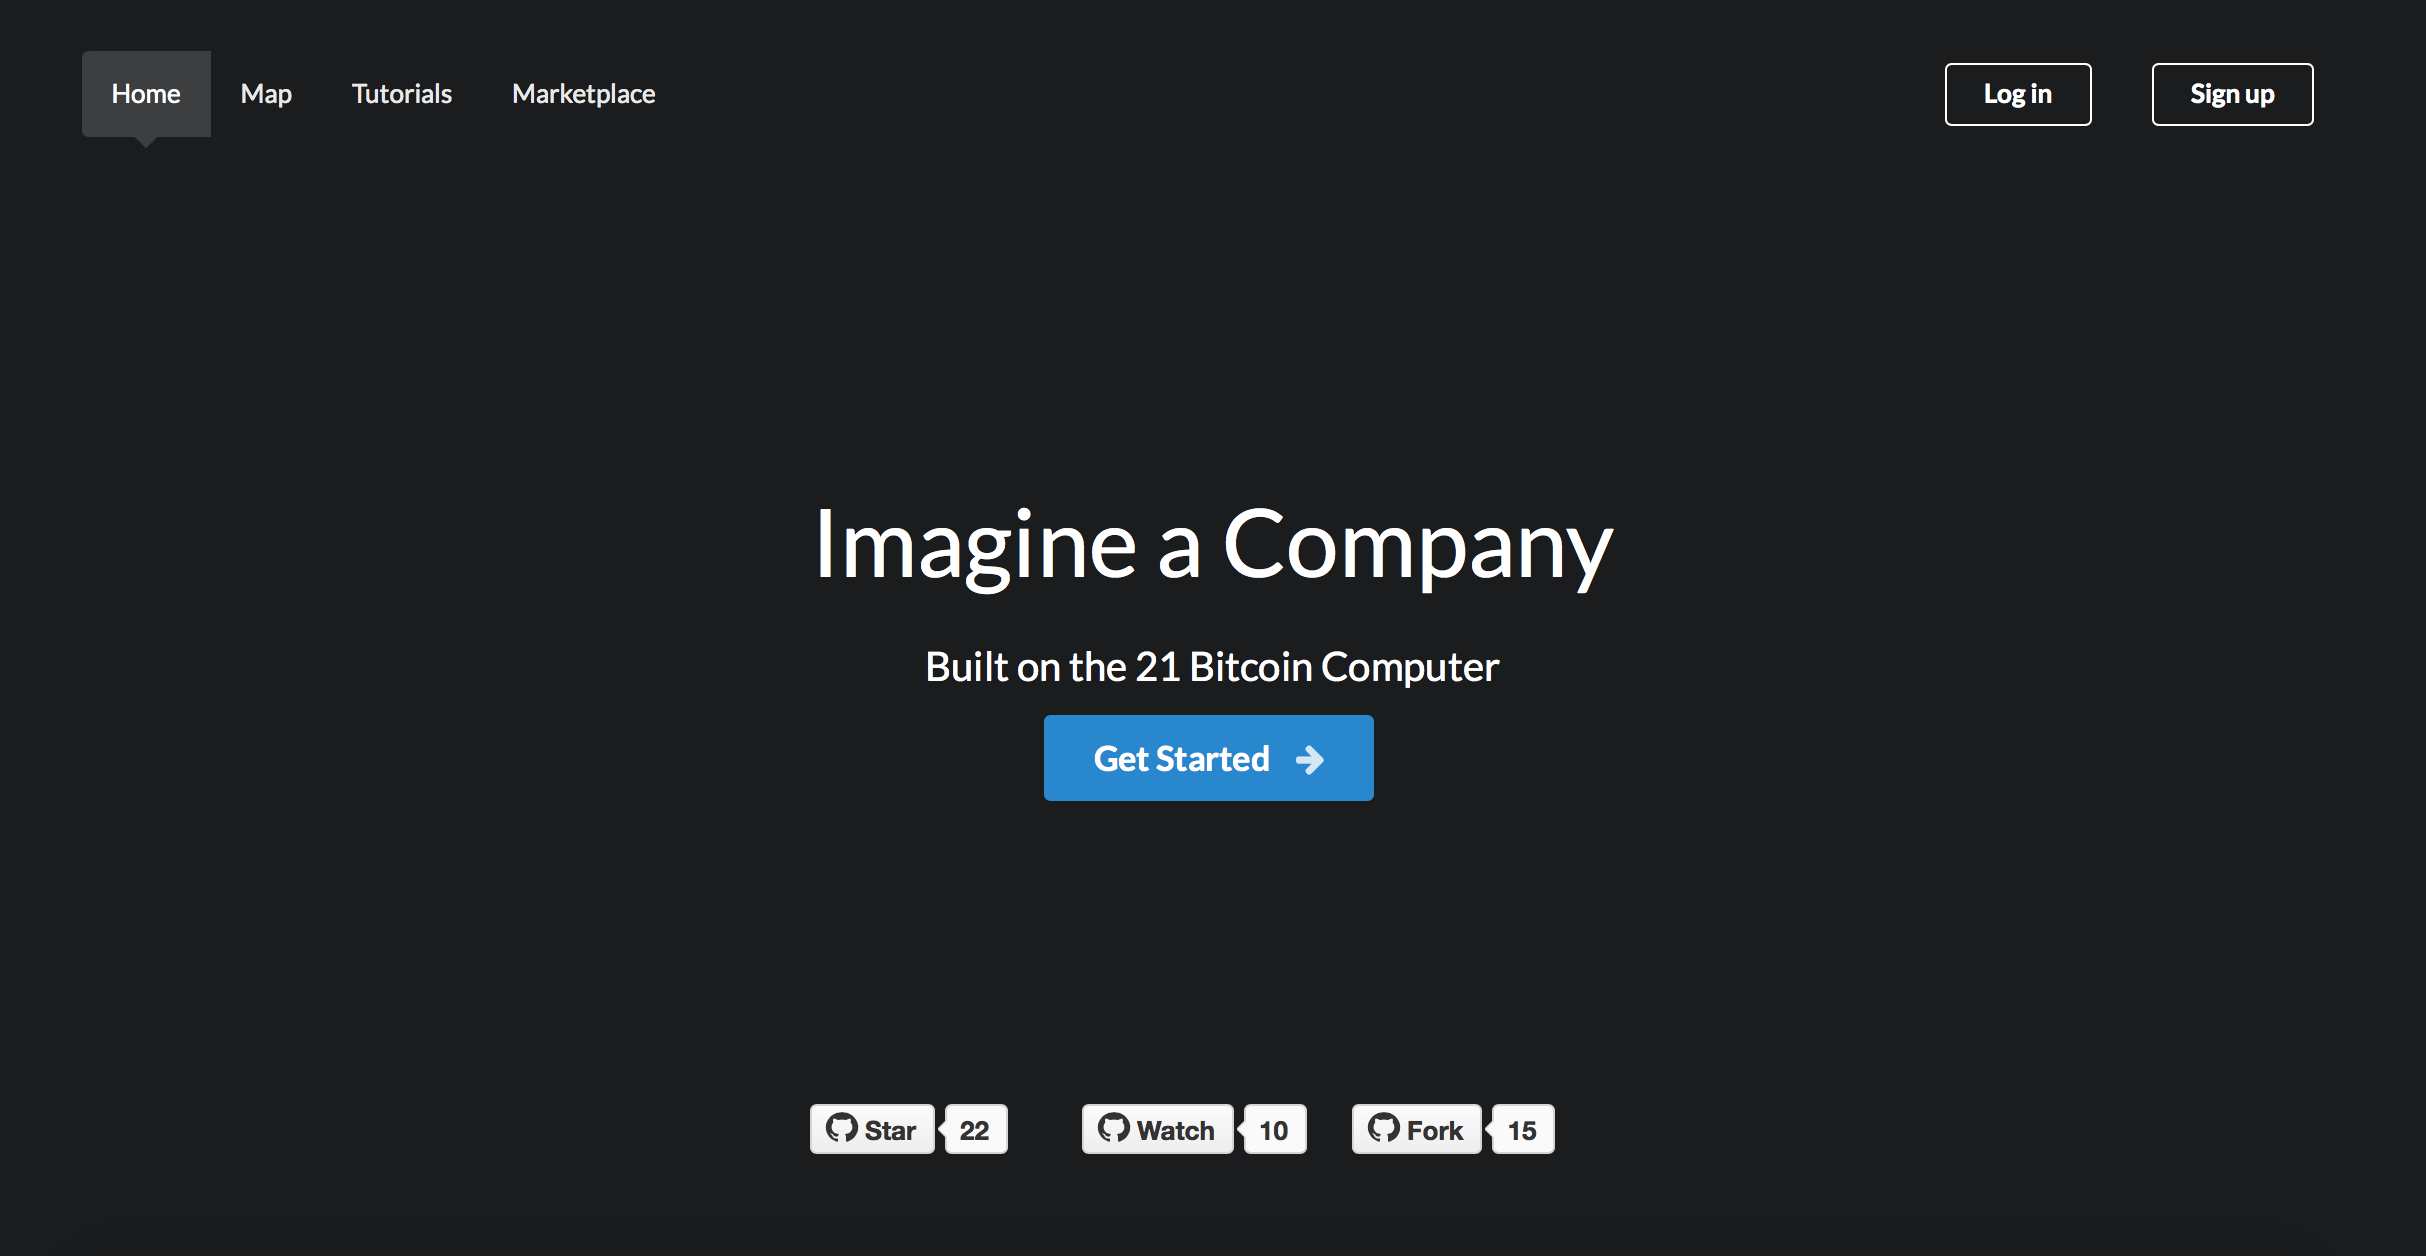 Home Map Tutorials Marketplace Log in Sign up
Imagine a Company
Built on the 21 Bitcoin Computer
Get Started
Star 22 Watch 10 Fork 15